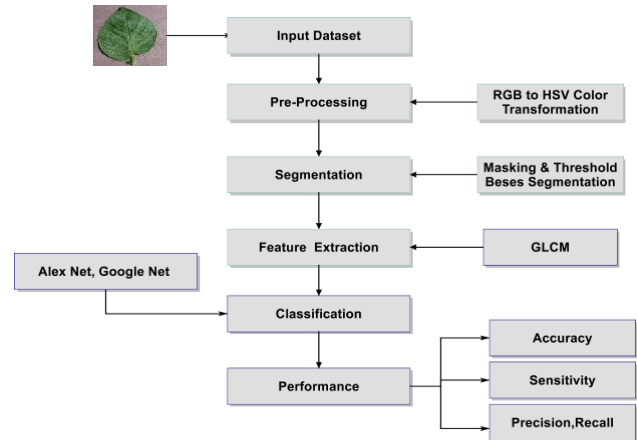 Input Dataset
Pre-Processing
RGB to HSV Color
Transformation
Segmentation
Masking & Threshold
Beses Segmentation
Feature Extraction
GLCM
Alex Net, Google Net
Classification
Performance
Accuracy
Sensitivity
Precision,Recall